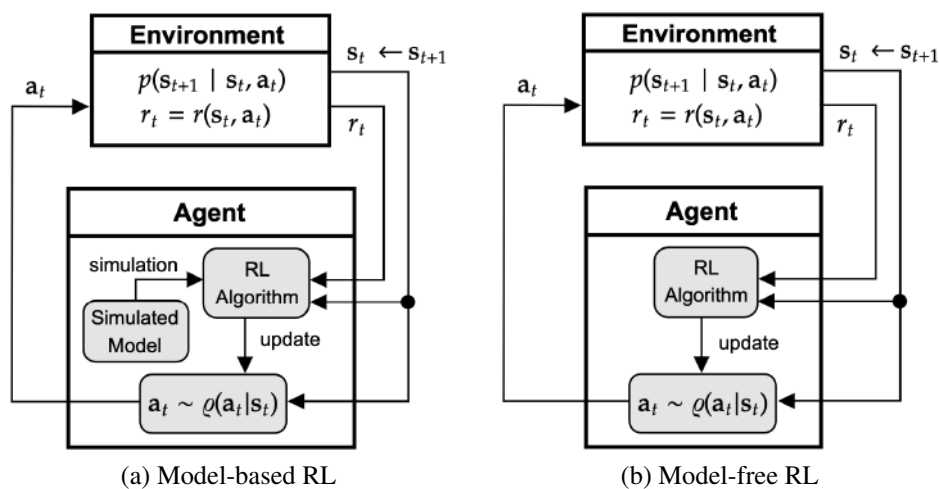 Environment
p(s_{t+1} | s_t, a_t)
r_t = r(s_t, a_t)
s_t ← s_{t+1}
a_t
r_t
Agent
simulation
RL
Algorithm
Simulated
Model
update
a_t ~ ϱ(a_t|s_t)
(a) Model-based RL
Environment
p(s_{t+1} | s_t, a_t)
r_t = r(s_t, a_t)
s_t ← s_{t+1}
a_t
r_t
Agent
RL
Algorithm
update
a_t ~ ϱ(a_t|s_t)
(b) Model-free RL